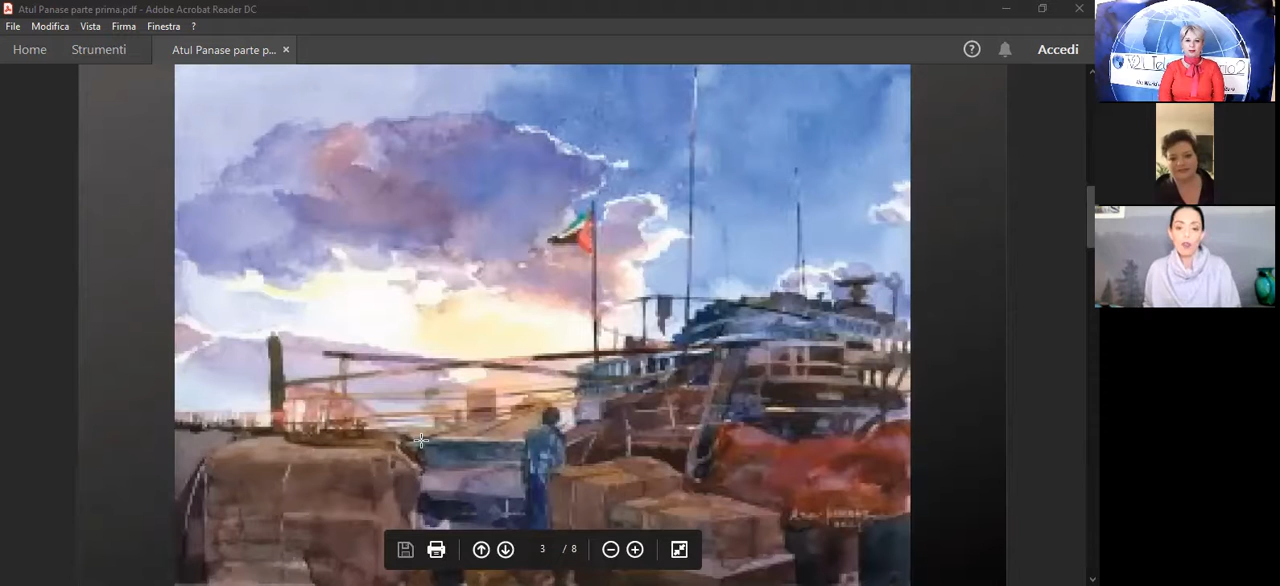 Atul Panase parte prima.pdf - Adobe Acrobat Reader DC
File Modifica Vista Firma Finestra ?
Home Strumenti Atul Panase parte p... × Accedi
3 / 8